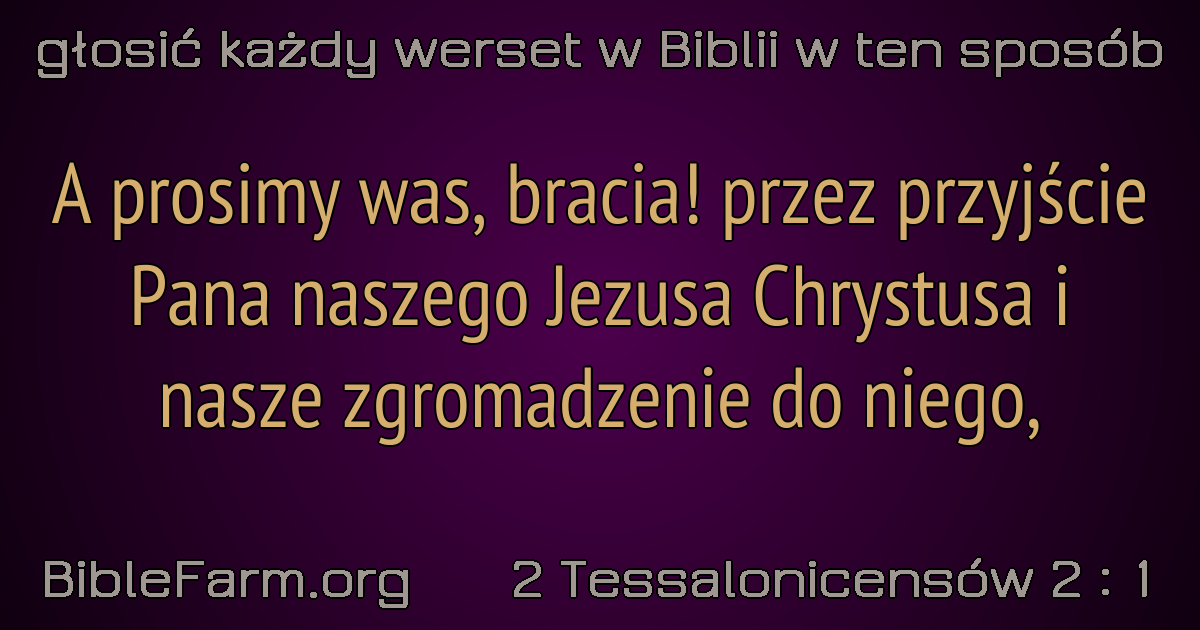 głosić każdy werset w Biblii w ten sposób
A prosimy was, bracia! przez przyjście
Pana naszego Jezusa Chrystusa i
nasze zgromadzenie do niego,
BibleFarm.org 2 Tessalonicensów 2 : 1